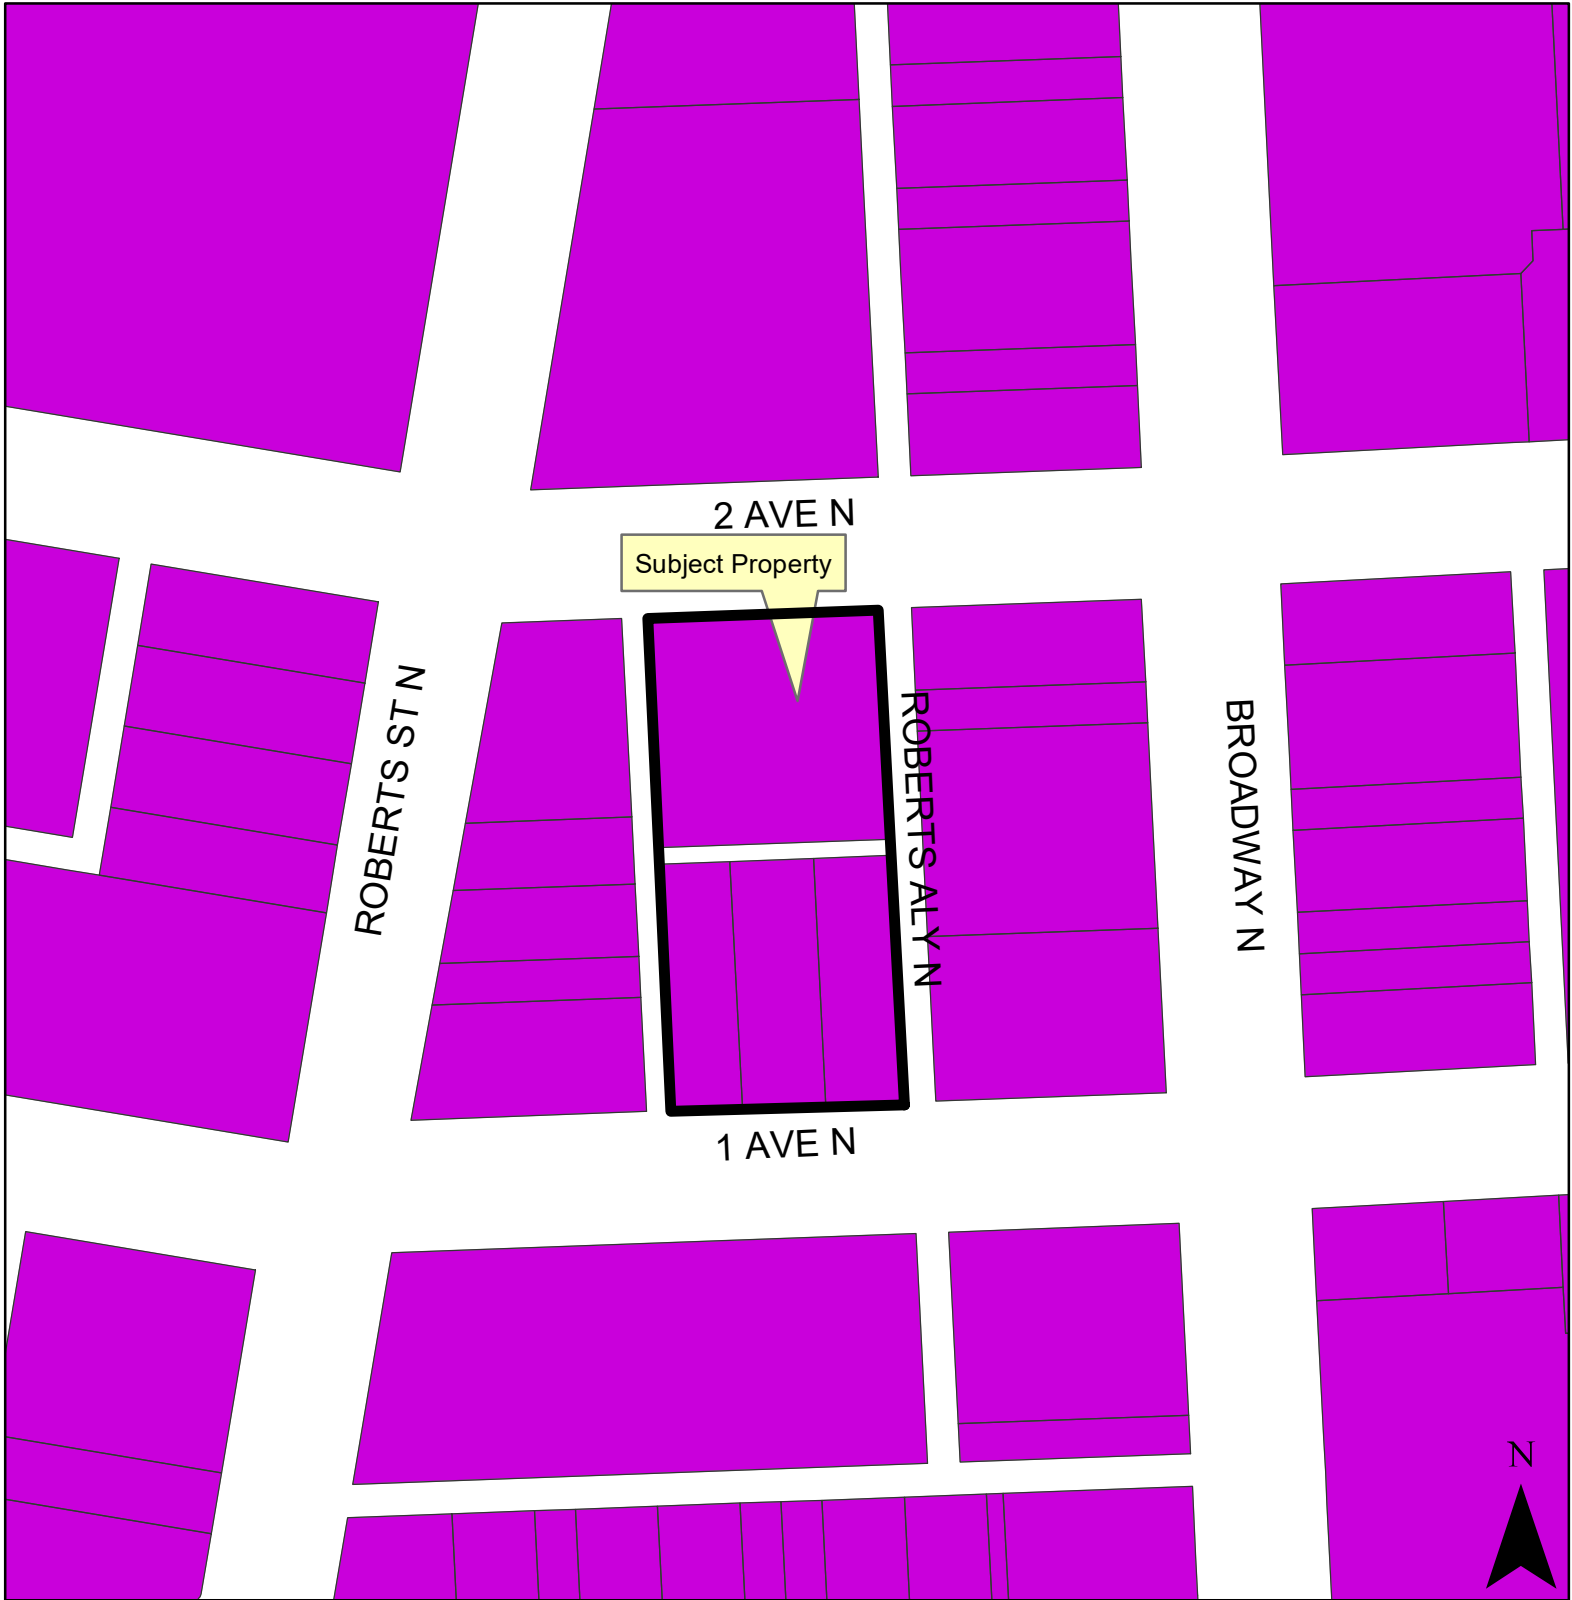 2 AVE N
Subject Property
ROBERTS ST N
ROBERTS ALY N
BROADWAY N
1 AVE N
N